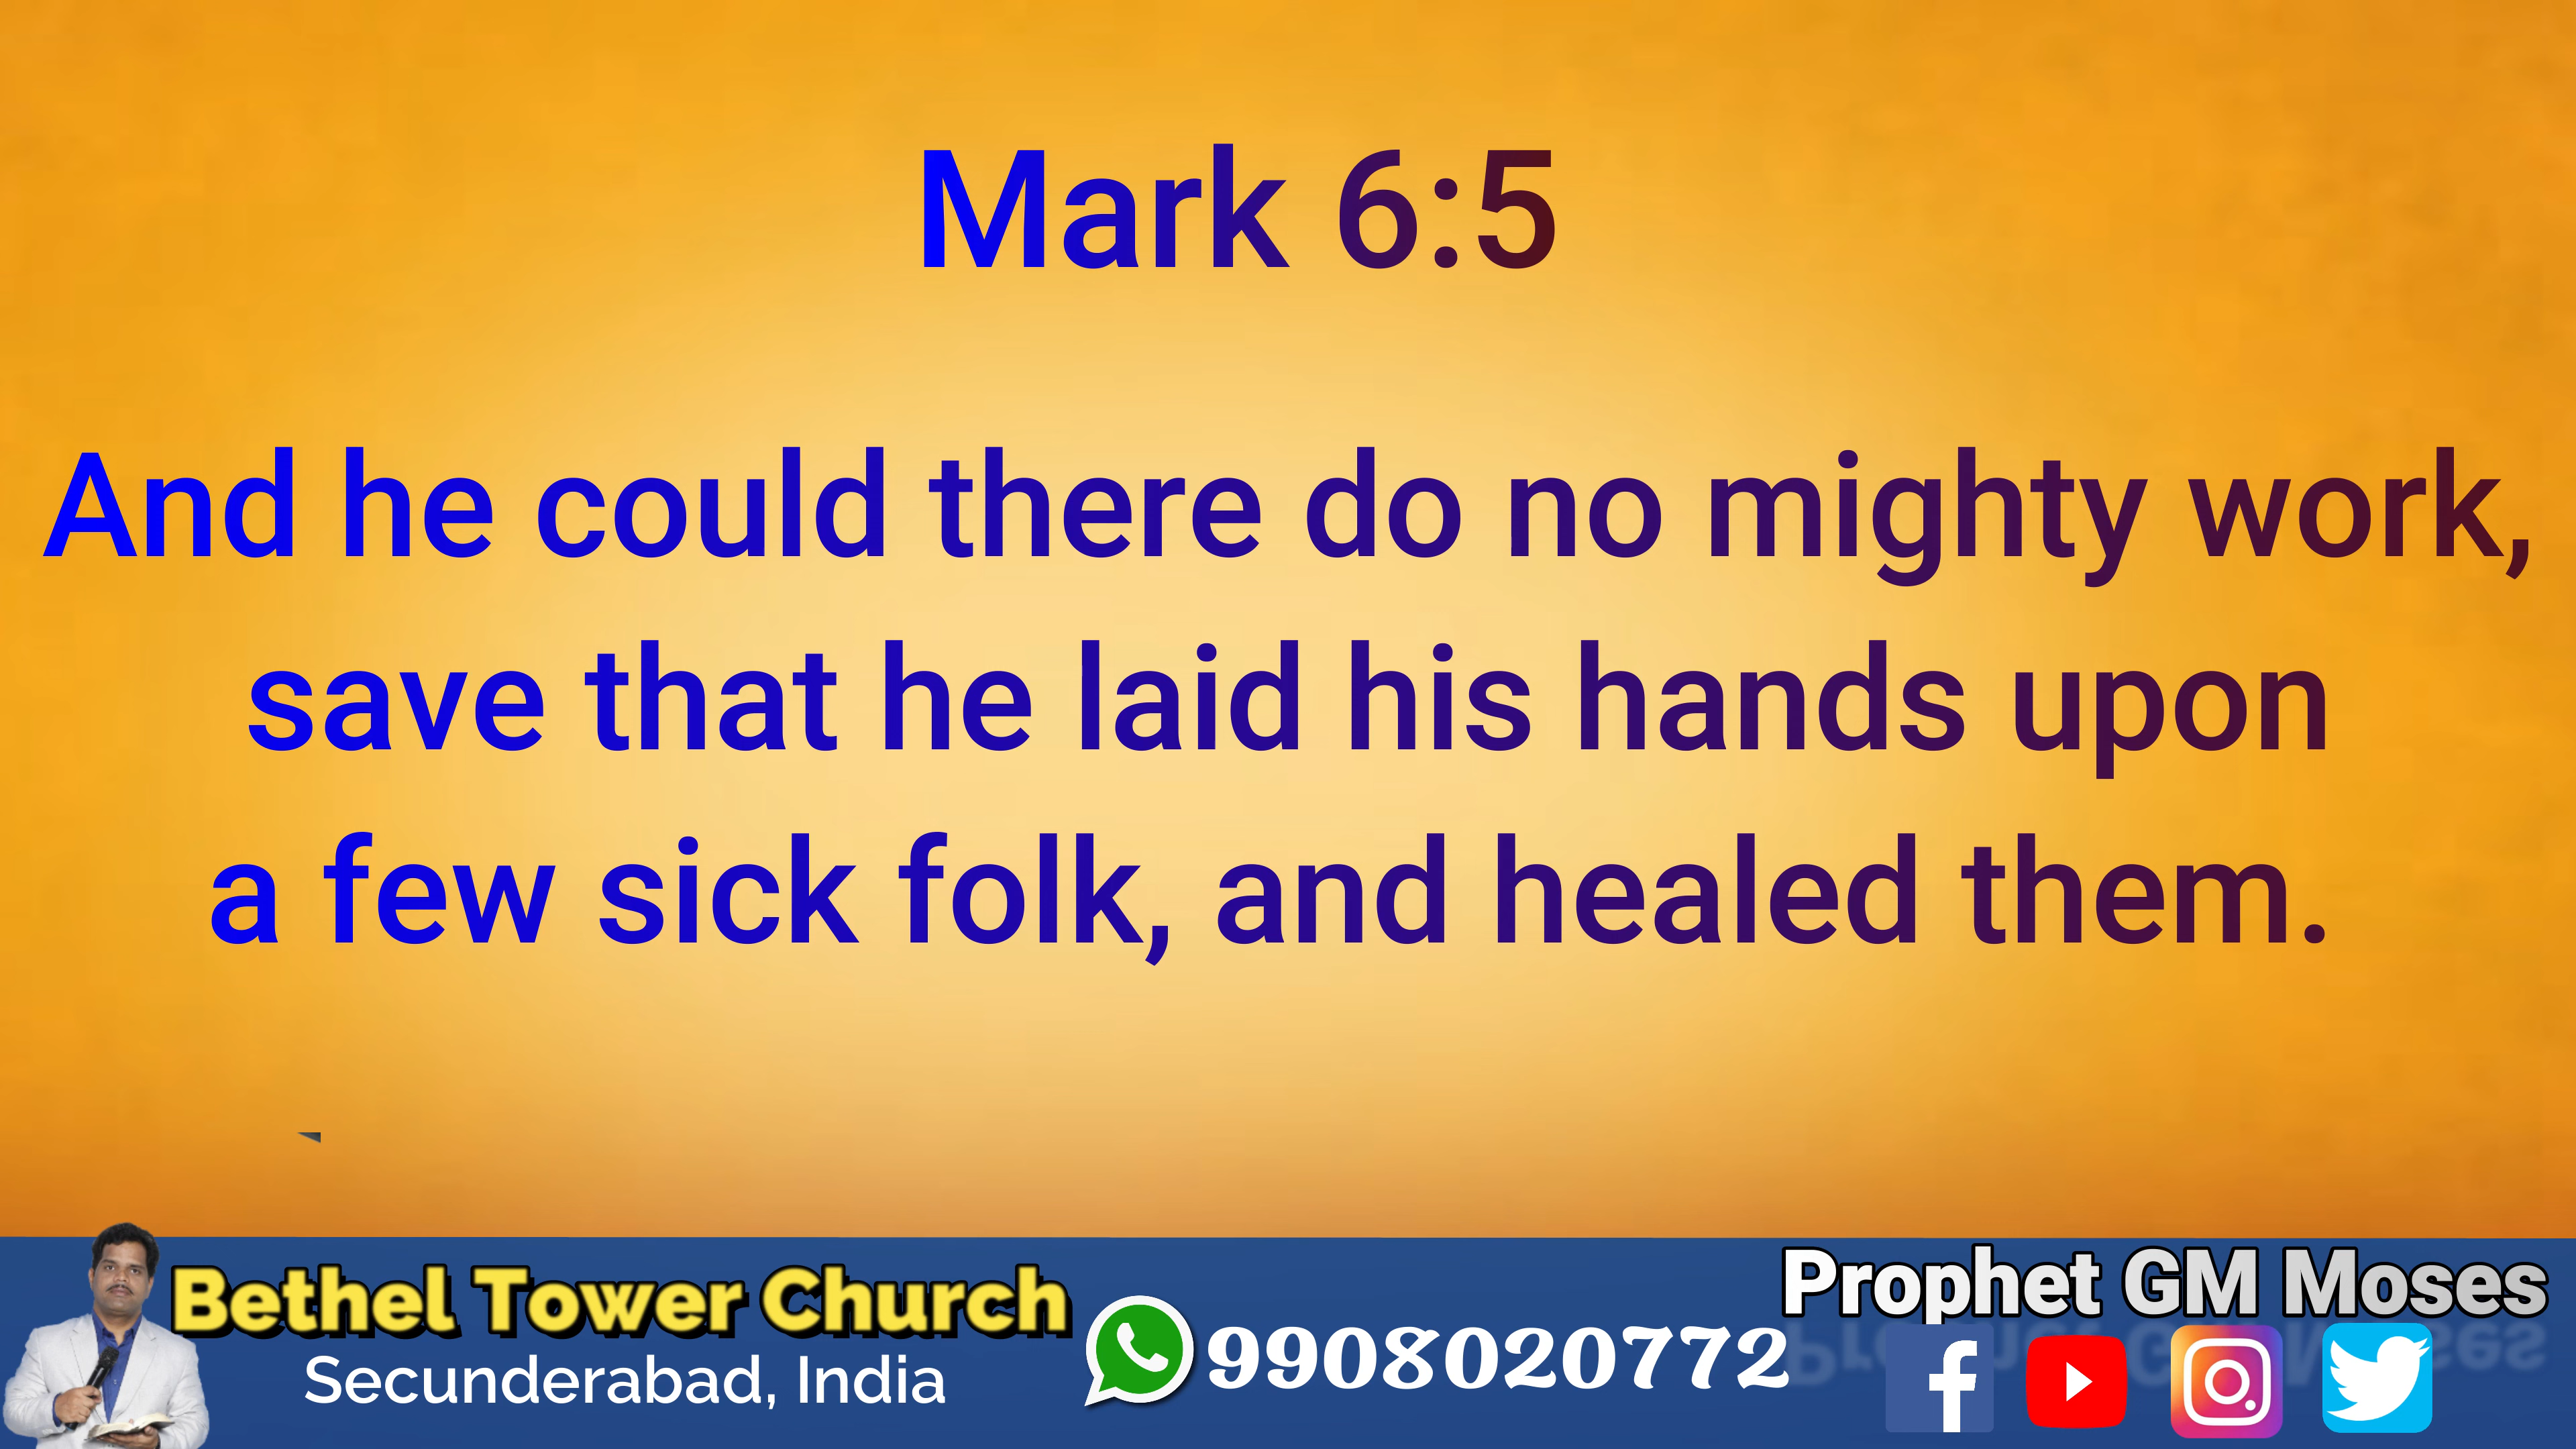 Mark 6:5
And he could there do no mighty work,
save that he laid his hands upon
a few sick folk, and healed them.
Bethel Tower Church
Secunderabad, India
9908020772
Prophet GM Moses